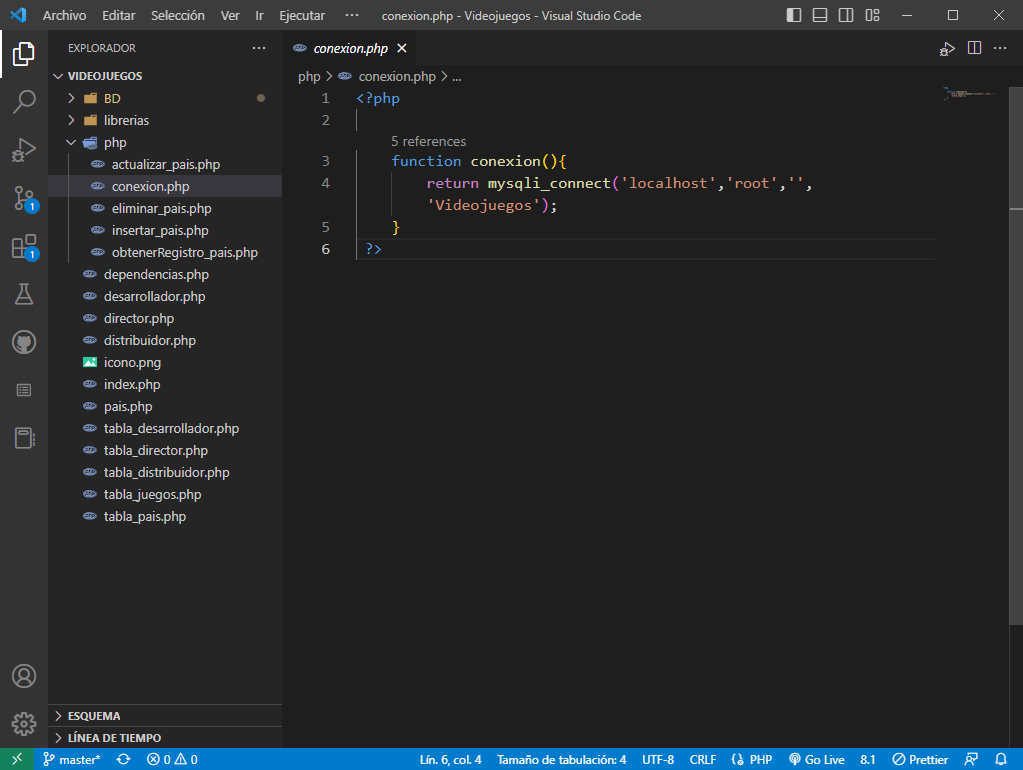 Archivo Editar Selección Ver Ir Ejecutar ··· conexion.php - Videojuegos - Visual Studio Code
EXPLORADOR ···
VIDEOJUEGOS
BD
librerias
php
actualizar_pais.php
conexion.php
eliminar_pais.php
insertar_pais.php
obtenerRegistro_pais.php
dependencias.php
desarrollador.php
director.php
distribuidor.php
icono.png
index.php
pais.php
tabla_desarrollador.php
tabla_director.php
tabla_distribuidor.php
tabla_juegos.php
tabla_pais.php
ESQUEMA
LÍNEA DE TIEMPO
1
1
conexion.php
php > conexion.php > ...
1 <?php
2
5 references
3 function conexion(){
4 return mysqli_connect('localhost','root','',
'Videojuegos');
5 }
6 ?>
master* 0 0 Lín. 6, col. 4 Tamaño de tabulación: 4 UTF-8 CRLF PHP Go Live 8.1 Prettier